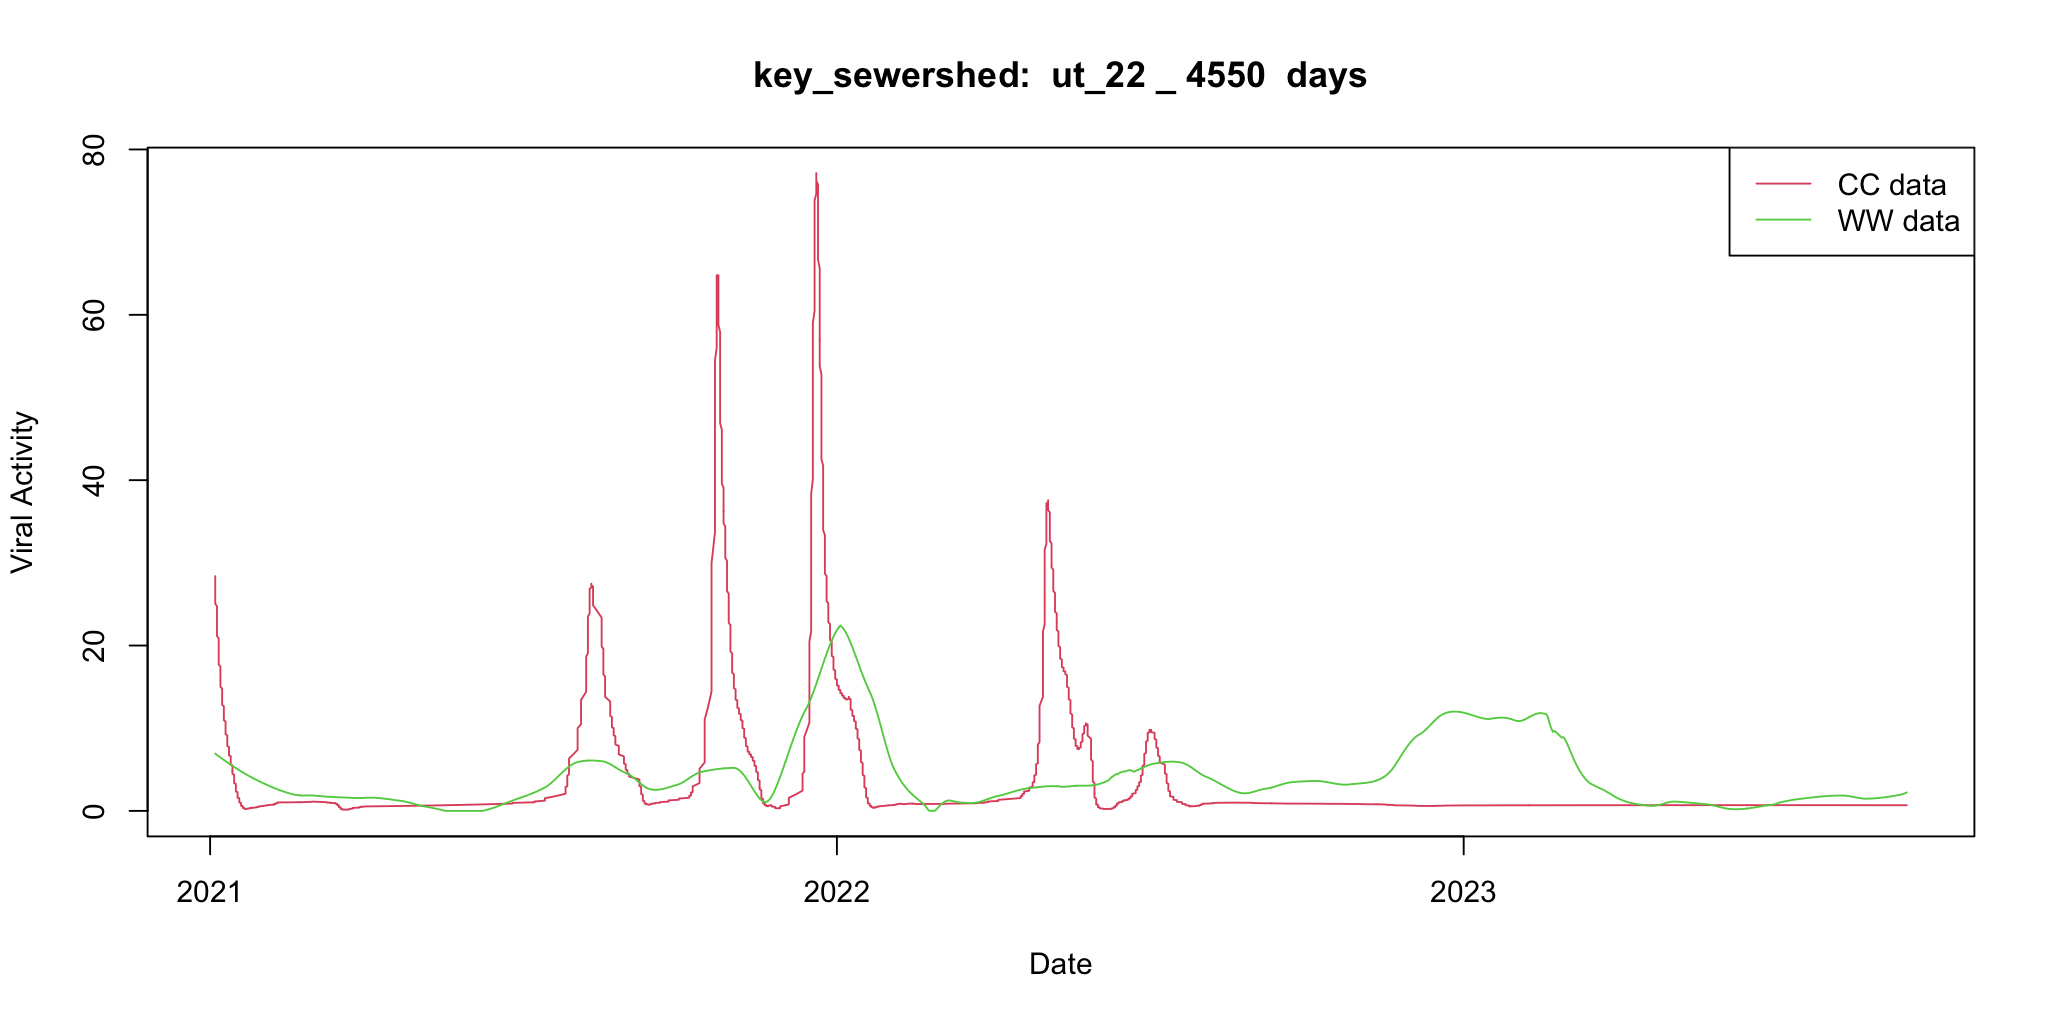 key_sewershed:  ut_22 _ 4550  days
80
60
40
20
0
Viral Activity
CC data
WW data
2021
2022
2023
Date